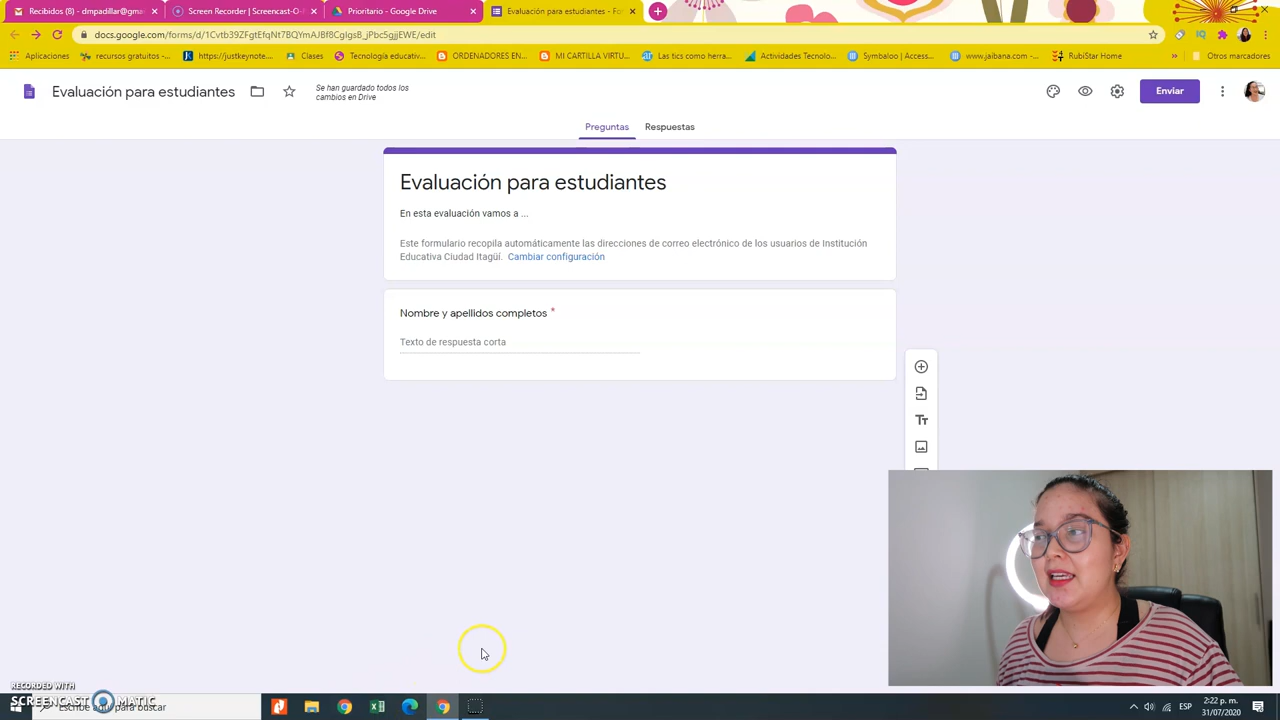 Recibidos (8) - dmpadillar@gma
Screen Recorder | Screencast-O-
Prioritario - Google Drive
Evaluación para estudiantes - Fo
docs.google.com/forms/d/1Cvtb39ZFgtEfqNt7BQYmAJBf8CgIgsB_jPbc5gjjEWE/edit
Aplicaciones
recursos gratuitos -...
https://justkeynote...
Clases
Tecnología educativ...
ORDENADORES EN...
MI CARTILLA VIRTU...
Las tics como herra...
Actividades Tecnolo...
Symbaloo | Access...
www.jaibana.com -...
RubiStar Home
»
Otros marcadores
Evaluación para estudiantes
Se han guardado todos los
cambios en Drive
Enviar
Preguntas
Respuestas
Evaluación para estudiantes
En esta evaluación vamos a ...
Este formulario recopila automáticamente las direcciones de correo electrónico de los usuarios de Institución
Educativa Ciudad Itagüí. Cambiar configuración
Nombre y apellidos completos *
Texto de respuesta corta
Tt
RECORDED WITH
SCREENCAST MATIC
Escribe aquí para buscar
ESP
2:22 p. m.
31/07/2020